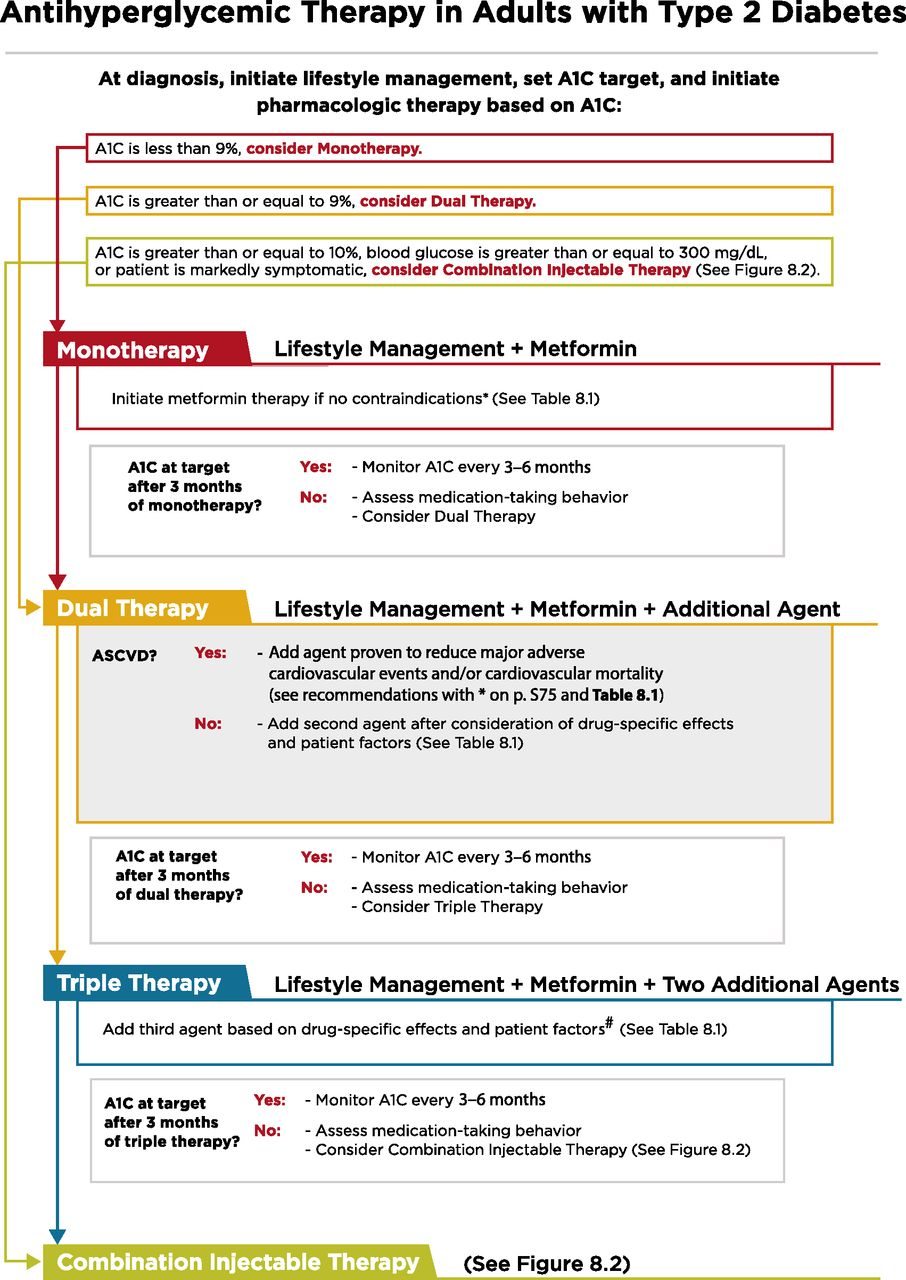 Antihyperglycemic Therapy in Adults with Type 2 Diabetes
At diagnosis, initiate lifestyle management, set A1C target, and initiate
pharmacologic therapy based on A1C:
A1C is less than 9%, consider Monotherapy.
A1C is greater than or equal to 9%, consider Dual Therapy.
A1C is greater than or equal to 10%, blood glucose is greater than or equal to 300 mg/dL,
or patient is markedly symptomatic, consider Combination Injectable Therapy (See Figure 8.2).
Monotherapy Lifestyle Management + Metformin
Initiate metformin therapy if no contraindications* (See Table 8.1)
A1C at target
after 3 months
of monotherapy?
Yes: - Monitor A1C every 3–6 months
No: - Assess medication-taking behavior
- Consider Dual Therapy
Dual Therapy Lifestyle Management + Metformin + Additional Agent
ASCVD?
Yes: - Add agent proven to reduce major adverse
cardiovascular events and/or cardiovascular mortality
(see recommendations with * on p. S75 and Table 8.1)
No: - Add second agent after consideration of drug-specific effects
and patient factors (See Table 8.1)
A1C at target
after 3 months
of dual therapy?
Yes: - Monitor A1C every 3–6 months
No: - Assess medication-taking behavior
- Consider Triple Therapy
Triple Therapy Lifestyle Management + Metformin + Two Additional Agents
Add third agent based on drug-specific effects and patient factors# (See Table 8.1)
A1C at target
after 3 months
of triple therapy?
Yes: - Monitor A1C every 3–6 months
No: - Assess medication-taking behavior
- Consider Combination Injectable Therapy (See Figure 8.2)
Combination Injectable Therapy (See Figure 8.2)